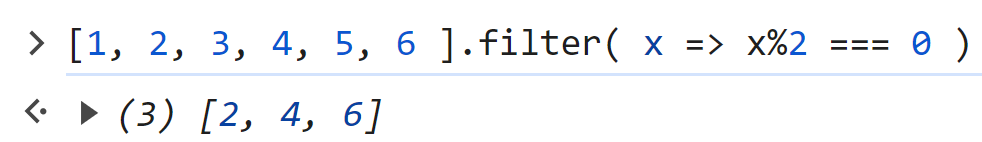 > [1, 2, 3, 4, 5, 6 ].filter( x => x%2 === 0 )
(3) [2, 4, 6]